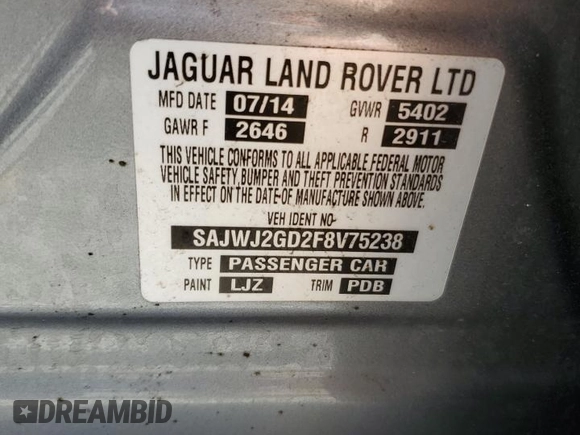 JAGUAR LAND ROVER LTD
MFD DATE 07/14 GVWR 5402
GAWR F 2646 R 2911
THIS VEHICLE CONFORMS TO ALL APPLICABLE FEDERAL MOTOR
VEHICLE SAFETY, BUMPER AND THEFT PREVENTION STANDARDS
IN EFFECT ON THE DATE OF MANUFACTURE SHOWN ABOVE.
VEH IDENT NO
SAJWJ2GD2F8V75238
TYPE PASSENGER CAR
PAINT LJZ TRIM PDB
DREAMBID